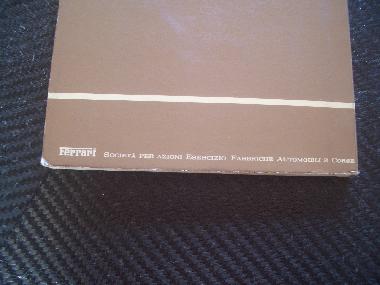 Ferrari SOCIETÀ PER AZIONI ESERCIZIO FABBRICHE AUTOMOBILI E CORSE